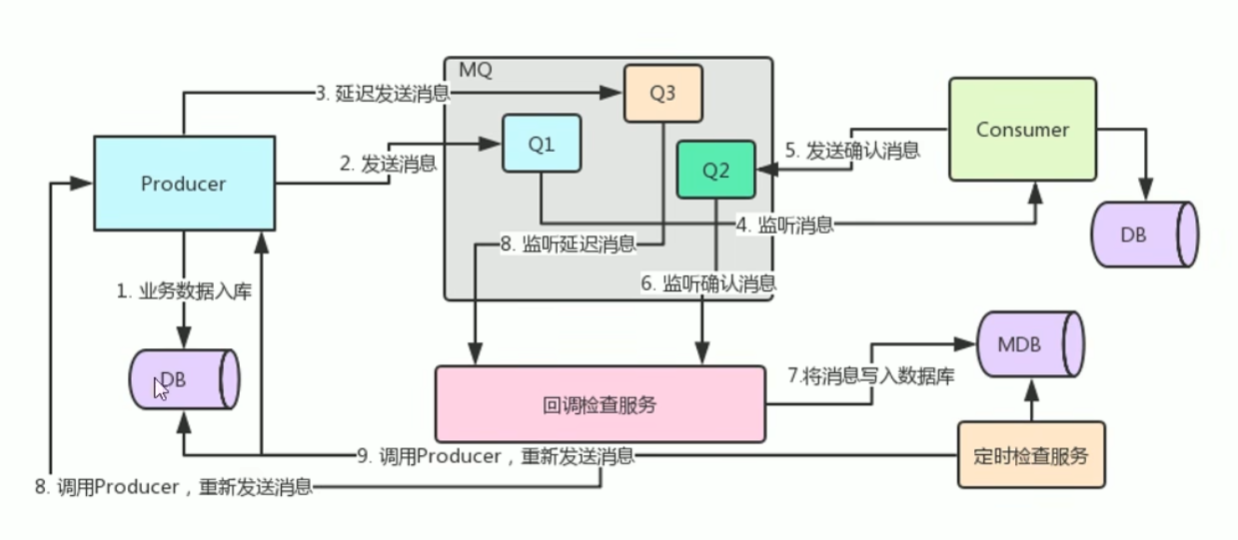 MQ
3. 延迟发送消息
Q3
Consumer
Q1
2. 发送消息
5. 发送确认消息
Q2
Producer
4. 监听消息
DB
8. 监听延迟消息
1. 业务数据入库
6. 监听确认消息
MDB
DB
7.将消息写入数据库
回调检查服务
9. 调用Producer，重新发送消息
定时检查服务
8. 调用Producer，重新发送消息